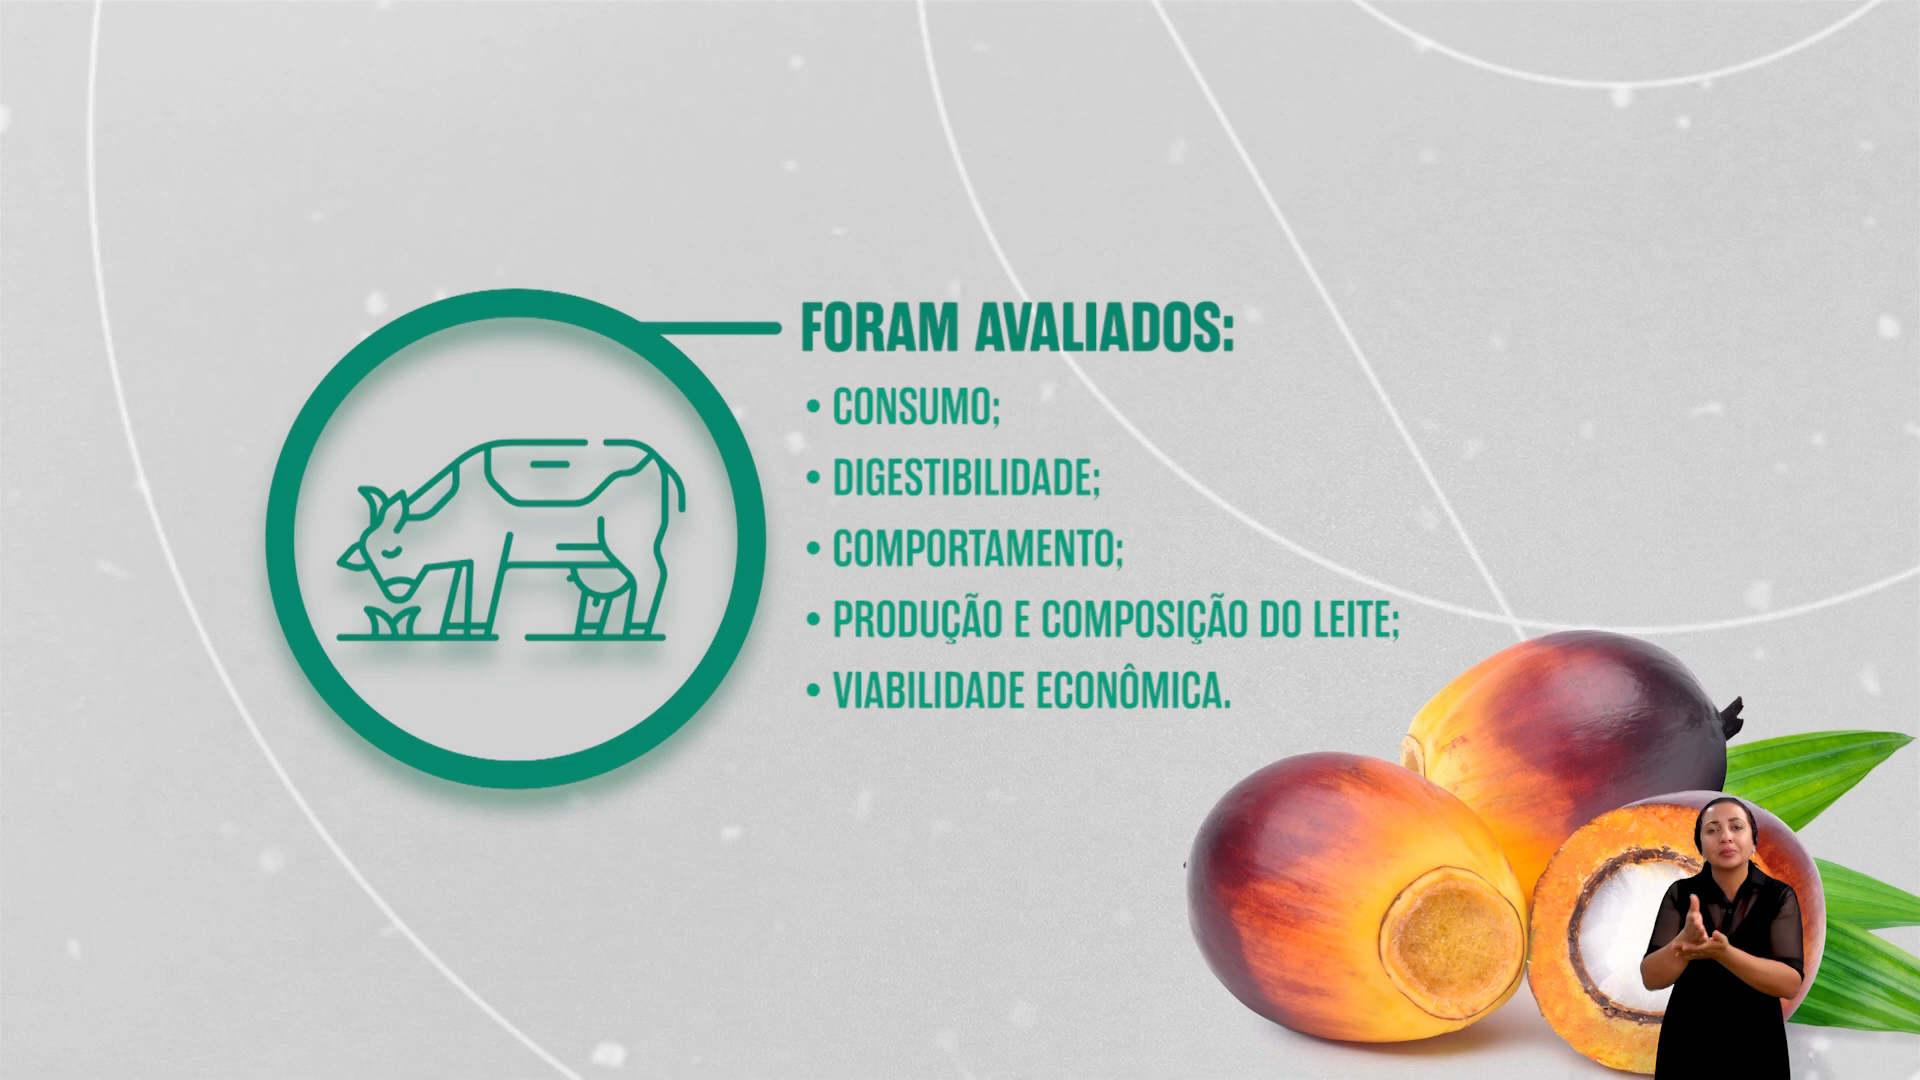 FORAM AVALIADOS:
• CONSUMO;
• DIGESTIBILIDADE;
• COMPORTAMENTO;
• PRODUÇÃO E COMPOSIÇÃO DO LEITE;
• VIABILIDADE ECONÔMICA.